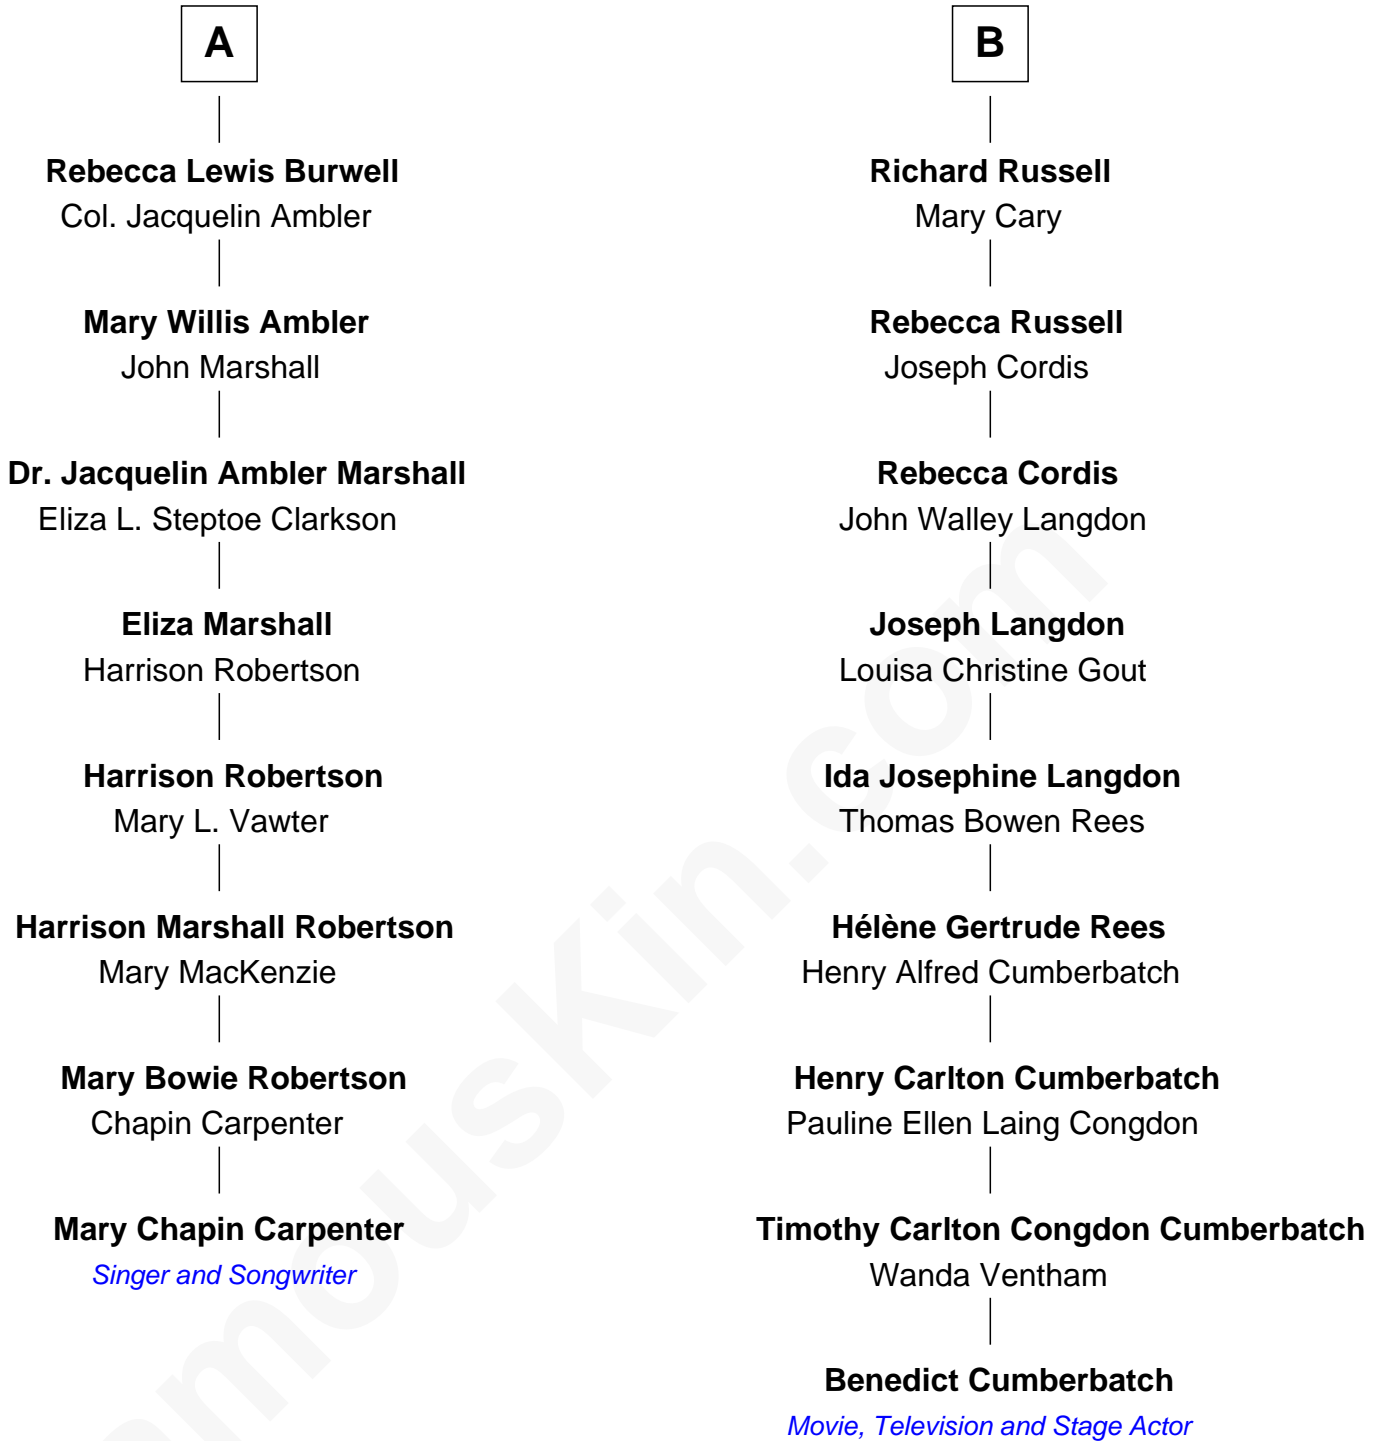 A
Rebecca Lewis Burwell
Col. Jacquelin Ambler
Mary Willis Ambler
John Marshall
Dr. Jacquelin Ambler Marshall
Eliza L. Steptoe Clarkson
Eliza Marshall
Harrison Robertson
Harrison Robertson
Mary L. Vawter
Harrison Marshall Robertson
Mary MacKenzie
Mary Bowie Robertson
Chapin Carpenter
Mary Chapin Carpenter
Singer and Songwriter
B
Richard Russell
Mary Cary
Rebecca Russell
Joseph Cordis
Rebecca Cordis
John Walley Langdon
Joseph Langdon
Louisa Christine Gout
Ida Josephine Langdon
Thomas Bowen Rees
Hélène Gertrude Rees
Henry Alfred Cumberbatch
Henry Carlton Cumberbatch
Pauline Ellen Laing Congdon
Timothy Carlton Congdon Cumberbatch
Wanda Ventham
Benedict Cumberbatch
Movie, Television and Stage Actor
amousKin.com